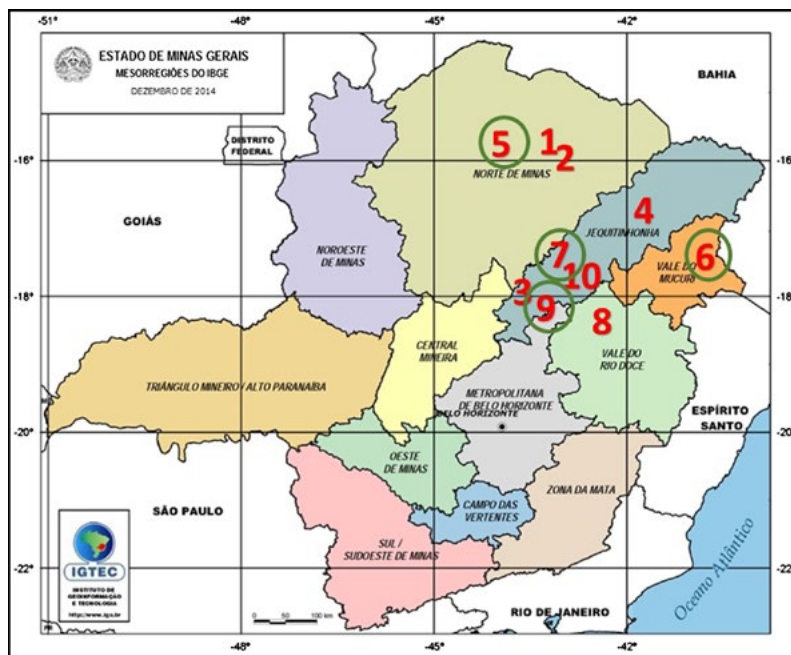 -51°
-48°
-45°
-42°
ESTADO DE MINAS GERAIS
MESORREGIÕES DO IBGE
DEZEMBRO DE 2014
BAHIA
DISTRITO
FEDERAL
5
1
2
-16°
-16°
NORTE DE MINAS
GOIÁS
4
JEQUITINHONHA
NOROESTE
DE MINAS
7
6
VALE DO
MUCURI
10
3
-18°
-18°
9
8
CENTRAL
MINEIRA
VALE DO
RIO DOCE
TRIÂNGULO MINEIRO / ALTO PARANAÍBA
METROPOLITANA
DE BELO HORIZONTE
BELO HORIZONTE
ESPÍRITO
SANTO
-20°
-20°
OESTE
DE MINAS
ZONA DA MATA
SÃO PAULO
CAMPO DAS
VERTENTES
SUL /
SUDOESTE DE MINAS
Oceano Atlântico
IGTEC
INSTITUTO DE
GEOINFORMAÇÃO
E TECNOLOGIA
-22°
-22°
0
50
100 km
RIO DE JANEIRO
-48°
-45°
-42°